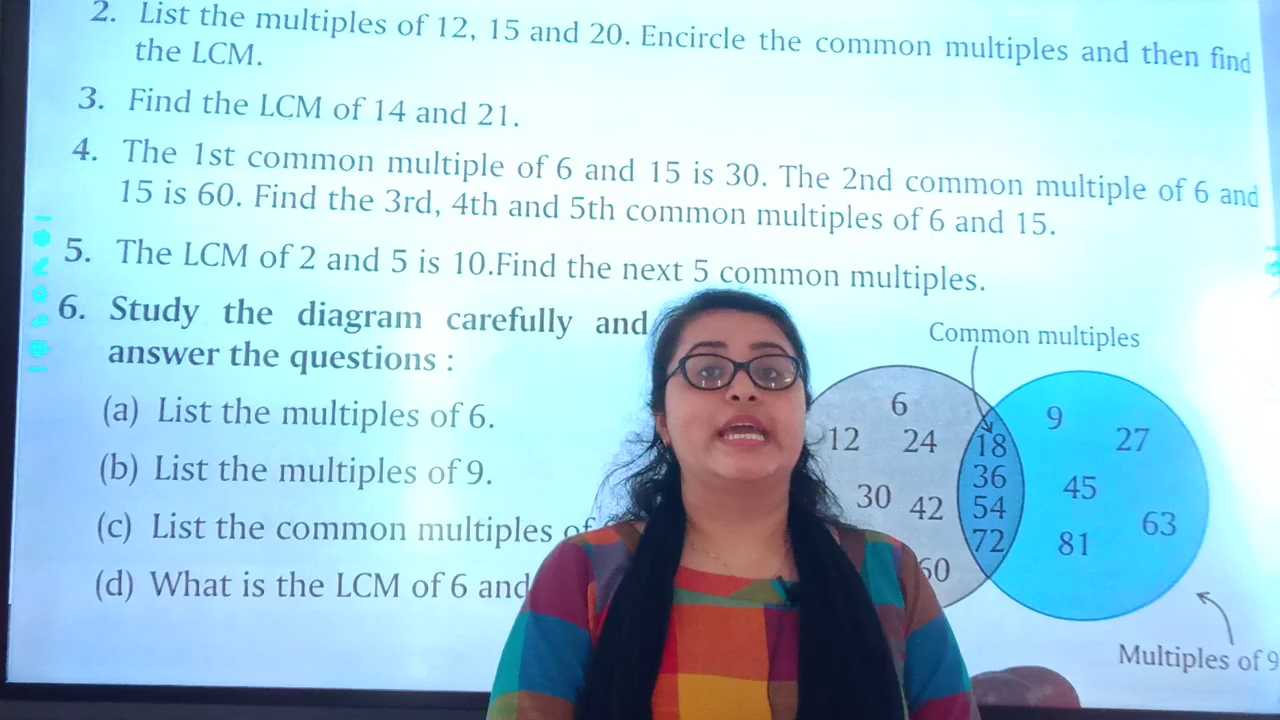 2. List the multiples of 12, 15 and 20. Encircle the common multiples and then find
the LCM.
3. Find the LCM of 14 and 21.
4. The 1st common multiple of 6 and 15 is 30. The 2nd common multiple of 6 and
15 is 60. Find the 3rd, 4th and 5th common multiples of 6 and 15.
5. The LCM of 2 and 5 is 10.Find the next 5 common multiples.
6. Study the diagram carefully and
answer the questions :
(a) List the multiples of 6.
(b) List the multiples of 9.
(c) List the common multiples of
(d) What is the LCM of 6 and
Common multiples
6
12 24
30 42
60
18
36
54
72
9
27
45
63
81
Multiples of 9